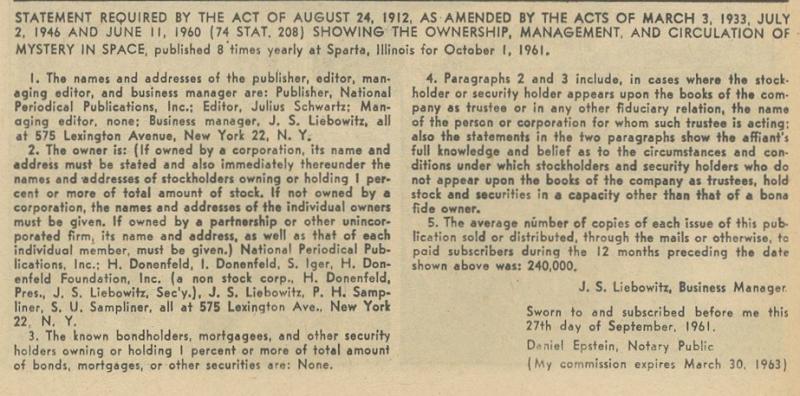 STATEMENT REQUIRED BY THE ACT OF AUGUST 24, 1912, AS AMENDED BY THE ACTS OF MARCH 3, 1933, JULY
2, 1946 AND JUNE 11, 1960 (74 STAT. 208) SHOWING THE OWNERSHIP, MANAGEMENT, AND CIRCULATION OF
MYSTERY IN SPACE, published 8 times yearly at Sparta, Illinois for October 1, 1961.
1. The names and addresses of the publisher, editor, man-
aging editor, and business manager are: Publisher, National
Periodical Publications, Inc.; Editor, Julius Schwartz; Man-
aging editor, none; Business manager, J. S. Liebowitz, all
at 575 Lexington Avenue, New York 22, N. Y.
2. The owner is: (If owned by a corporation, its name and
address must be stated and also immediately thereunder the
names and addresses of stockholders owning or holding 1 per-
cent or more of total amount of stock. If not owned by a
corporation, the names and addresses of the individual owners
must be given. If owned by a partnership or other unincor-
porated firm, its name and address, as well as that of each
individual member, must be given.) National Periodical Pub-
lications, Inc.; H. Donenfeld, I. Donenfeld, S. Iger, H. Don-
enfeld Foundation, Inc. (a non stock corp., H. Donenfeld,
Pres., J. S. Liebowitz, Sec'y.), J. S. Liebowitz, P. H. Samp-
liner, S. U. Sampliner, all at 575 Lexington Ave., New York
22, N. Y.
3. The known bondholders, mortgagees, and other security
holders owning or holding 1 percent or more of total amount
of bonds, mortgages, or other securities are: None.
4. Paragraphs 2 and 3 include, in cases where the stock-
holder or security holder appears upon the books of the com-
pany as trustee or in any other fiduciary relation, the name
of the person or corporation for whom such trustee is acting;
also the statements in the two paragraphs show the affiant's
full knowledge and belief as to the circumstances and con-
ditions under which stockholders and security holders who do
not appear upon the books of the company as trustees, hold
stock and securities in a capacity other than that of a bona
fide owner.
5. The average number of copies of each issue of this pub-
lication sold or distributed, through the mails or otherwise, to
paid subscribers during the 12 months preceding the date
shown above was: 240,000.
J. S. Liebowitz, Business Manager
Sworn to and subscribed before me this
27th day of September, 1961.
Daniel Epstein, Notary Public
(My commission expires March 30, 1963)